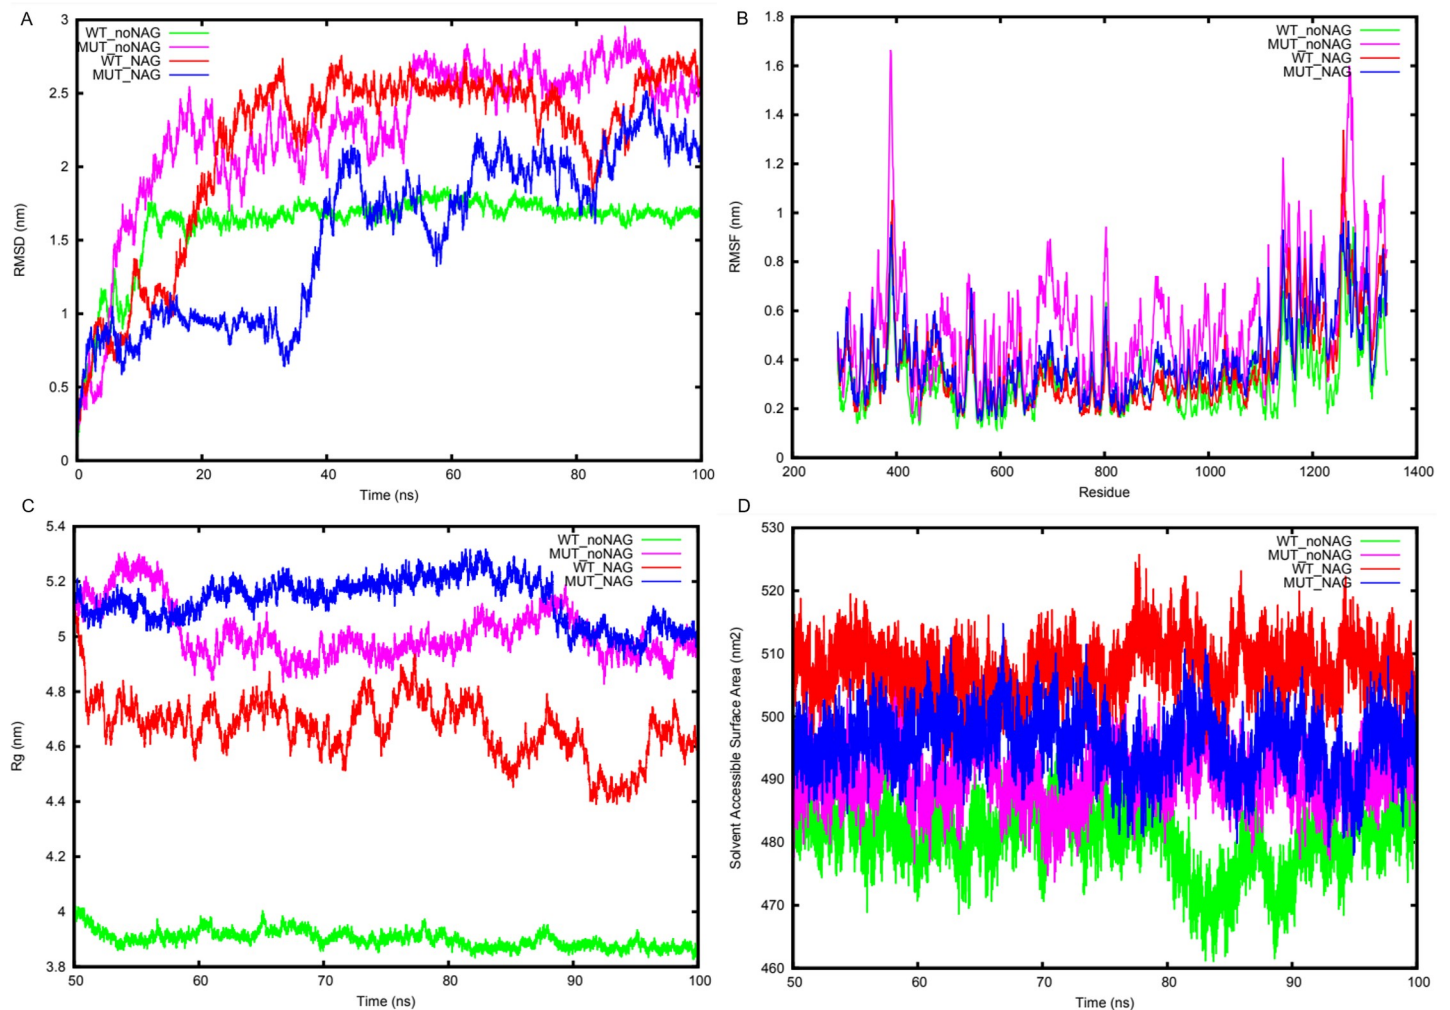 A
3
2.5
2
1.5
1
0.5
0
RMSD (nm)
WT_noNAG
MUT_noNAG
WT_NAG
MUT_NAG
0
20
40
60
80
100
Time (ns)
B
1.8
1.6
1.4
1.2
1
0.8
0.6
0.4
0.2
0
RMSF (nm)
WT_noNAG
MUT_noNAG
WT_NAG
MUT_NAG
200
400
600
800
1000
1200
1400
Residue
C
5.4
5.2
5
4.8
4.6
4.4
4.2
4
3.8
Rg (nm)
WT_noNAG
MUT_noNAG
WT_NAG
MUT_NAG
50
60
70
80
90
100
Time (ns)
D
530
520
510
500
490
480
470
460
Solvent Accessible Surface Area (nm2)
WT_noNAG
MUT_noNAG
WT_NAG
MUT_NAG
50
60
70
80
90
100
Time (ns)